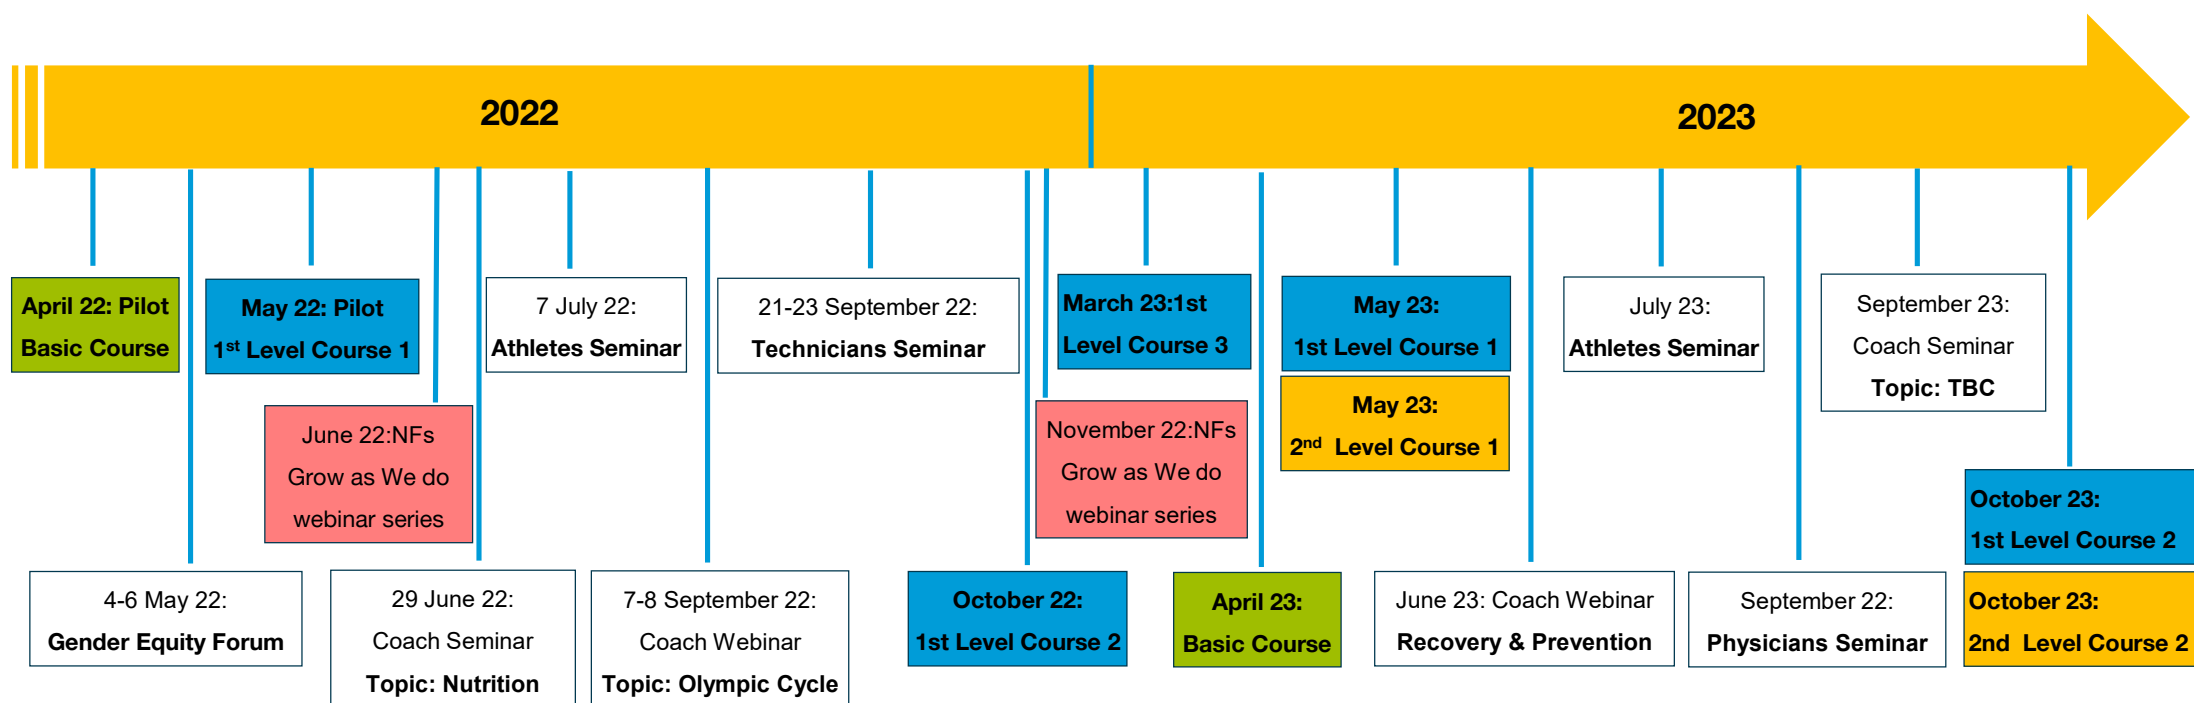 2022
2023
April 22: Pilot
Basic Course
May 22: Pilot
1st Level Course 1
7 July 22:
Athletes Seminar
21-23 September 22:
Technicians Seminar
March 23:1st
Level Course 3
May 23:
1st Level Course 1
May 23:
2nd Level Course 1
July 23:
Athletes Seminar
September 23:
Coach Seminar
Topic: TBC
June 22:NFs
Grow as We do
webinar series
November 22:NFs
Grow as We do
webinar series
October 23:
1st Level Course 2
4-6 May 22:
Gender Equity Forum
29 June 22:
Coach Seminar
Topic: Nutrition
7-8 September 22:
Coach Webinar
Topic: Olympic Cycle
October 22:
1st Level Course 2
April 23:
Basic Course
June 23: Coach Webinar
Recovery & Prevention
September 22:
Physicians Seminar
October 23:
2nd Level Course 2